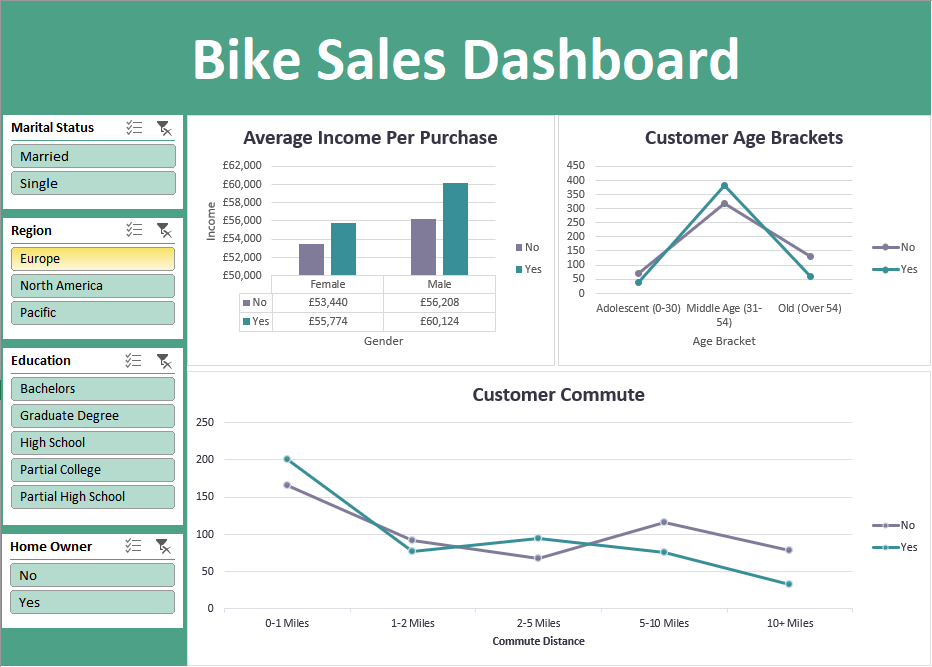 Bike Sales Dashboard
Marital Status
Married
Single
Region
Europe
North America
Pacific
Education
Bachelors
Graduate Degree
High School
Partial College
Partial High School
Home Owner
No
Yes
Average Income Per Purchase
£62,000
£60,000
£58,000
£56,000
£54,000
£52,000
£50,000
Income
Female Male
No £53,440 £56,208
Yes £55,774 £60,124
Gender
No
Yes
Customer Age Brackets
450
400
350
300
250
200
150
100
50
0
Adolescent (0-30) Middle Age (31- Old (Over 54)
54)
Age Bracket
No
Yes
Customer Commute
250
200
150
100
50
0
0-1 Miles 1-2 Miles 2-5 Miles 5-10 Miles 10+ Miles
Commute Distance
No
Yes